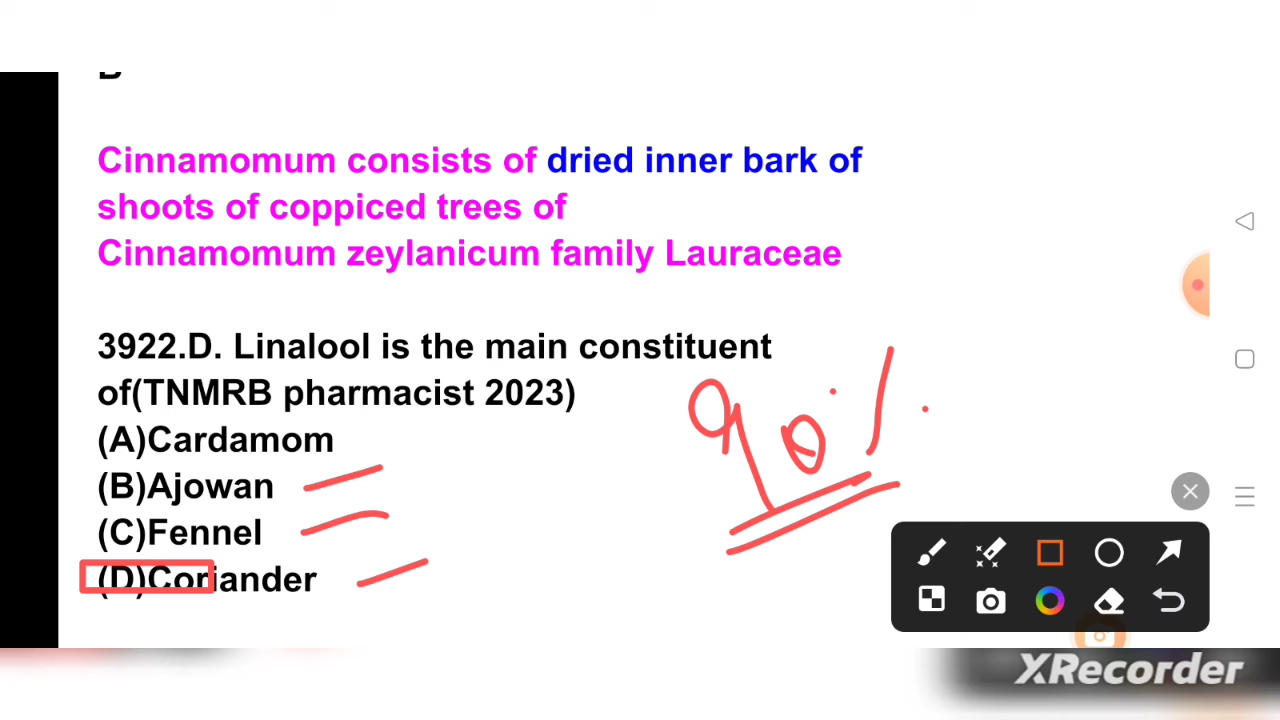 Cinnamomum consists of dried inner bark of
shoots of coppiced trees of
Cinnamomum zeylanicum family Lauraceae
3922.D. Linalool is the main constituent
of(TNMRB pharmacist 2023)
(A)Cardamom
(B)Ajowan
(C)Fennel
(D)Coriander
90%
XRecorder